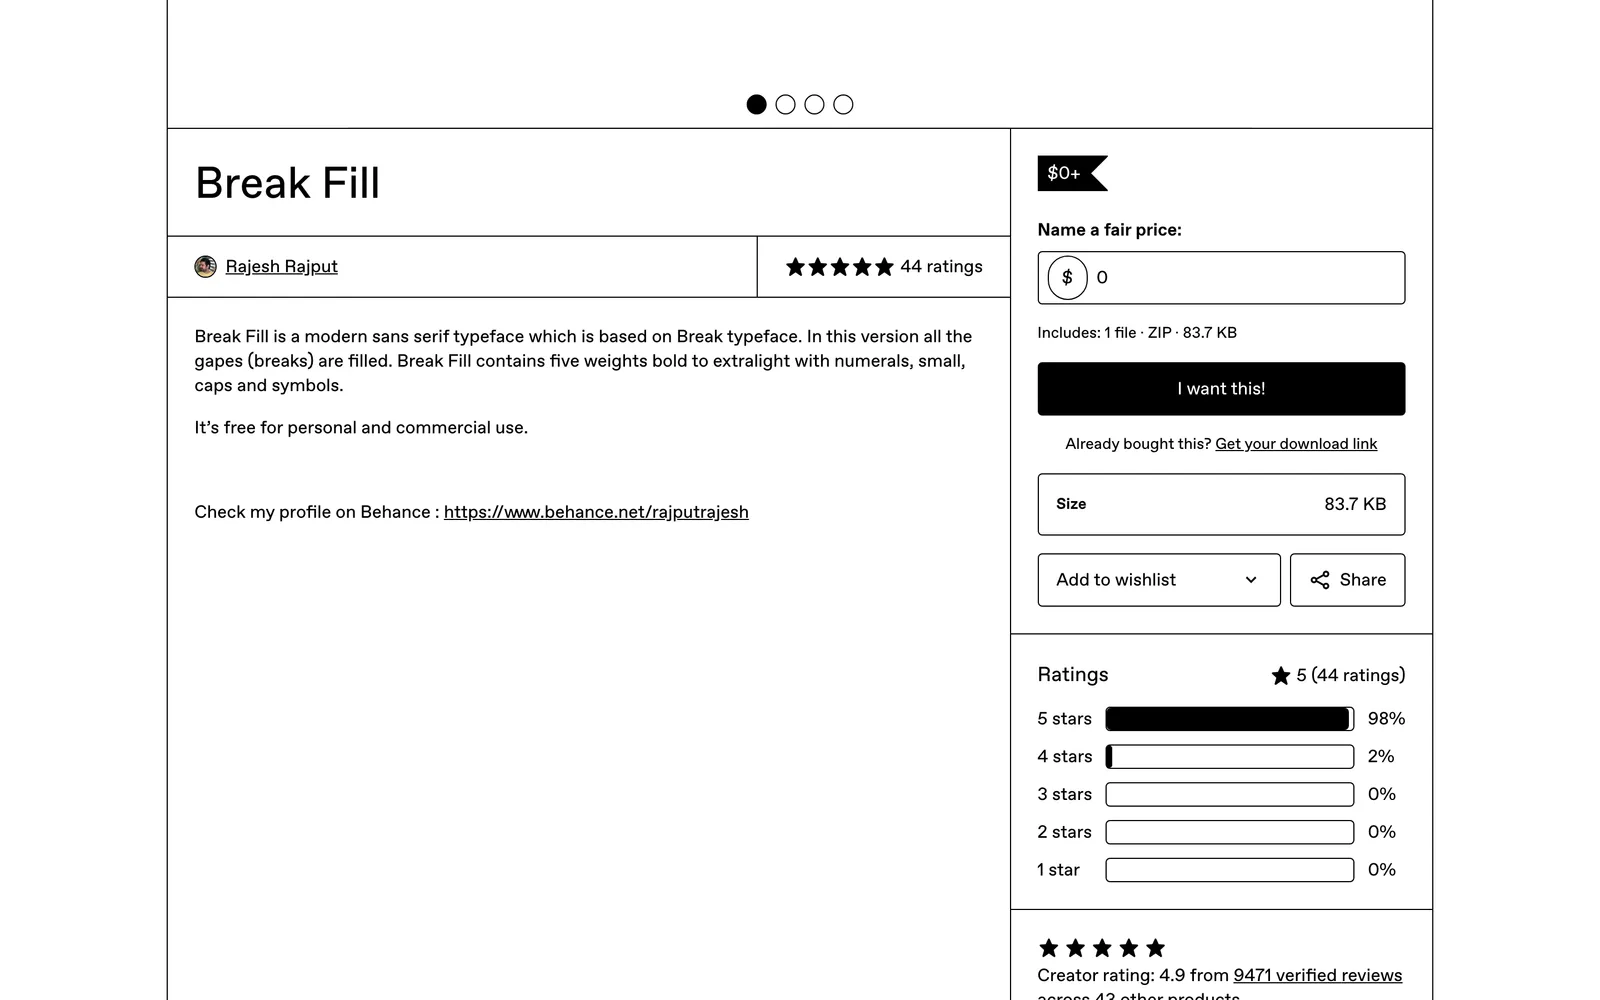 Break Fill
Rajesh Rajput
44 ratings
Break Fill is a modern sans serif typeface which is based on Break typeface. In this version all the
gapes (breaks) are filled. Break Fill contains five weights bold to extralight with numerals, small,
caps and symbols.
It’s free for personal and commercial use.
Check my profile on Behance : https://www.behance.net/rajputrajesh
$0+
Name a fair price:
$ 0
Includes: 1 file · ZIP · 83.7 KB
I want this!
Already bought this? Get your download link
Size 83.7 KB
Add to wishlist
Share
Ratings 5 (44 ratings)
5 stars 98%
4 stars 2%
3 stars 0%
2 stars 0%
1 star 0%
Creator rating: 4.9 from 9471 verified reviews
across 43 other products